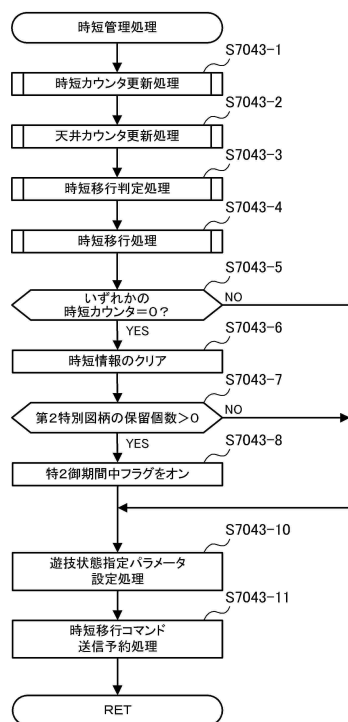 時短管理処理
S7043-1
時短カウンタ更新処理
S7043-2
天井カウンタ更新処理
S7043-3
時短移行判定処理
S7043-4
時短移行処理
S7043-5
いずれかの
時短カウンタ=0?
NO
YES
S7043-6
時短情報のクリア
S7043-7
第2特別図柄の保留個数>0
NO
YES
S7043-8
特2御期間中フラグをオン
S7043-10
遊技状態指定パラメータ
設定処理
S7043-11
時短移行コマンド
送信予約処理
RET